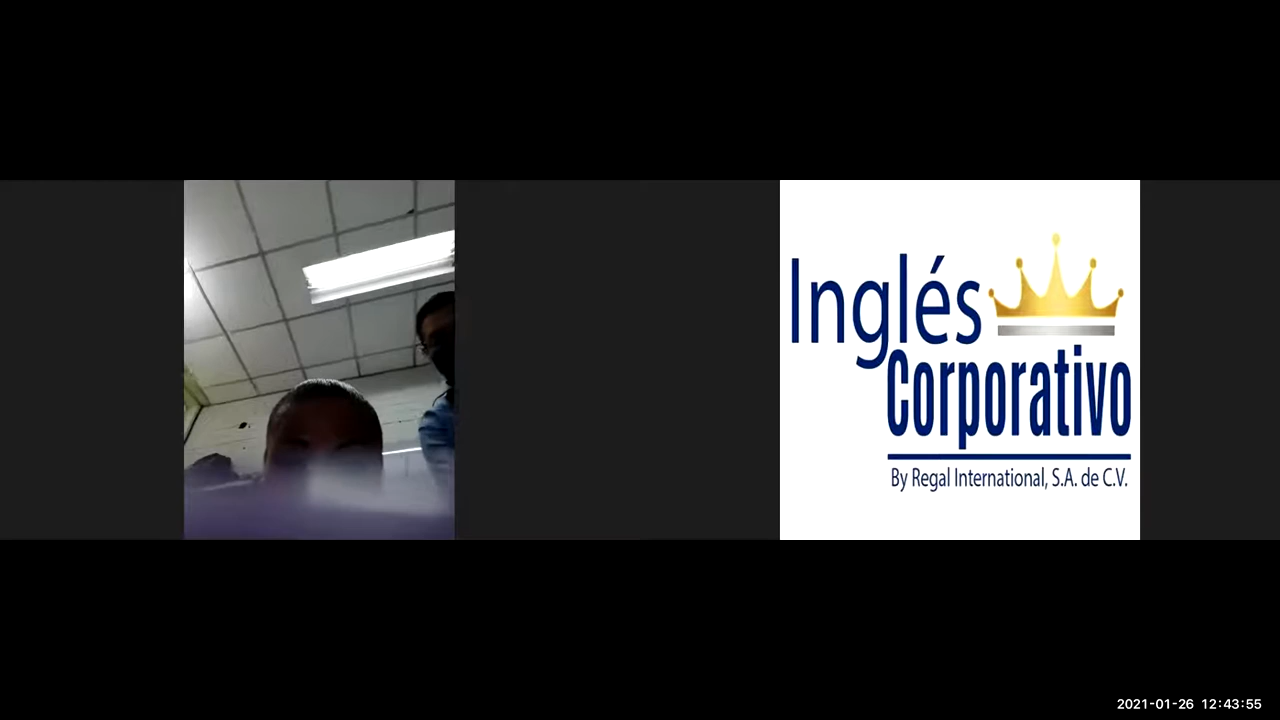 Inglés
Corporativo
By Regal International, S.A. de C.V.
2021-01-26 12:43:55